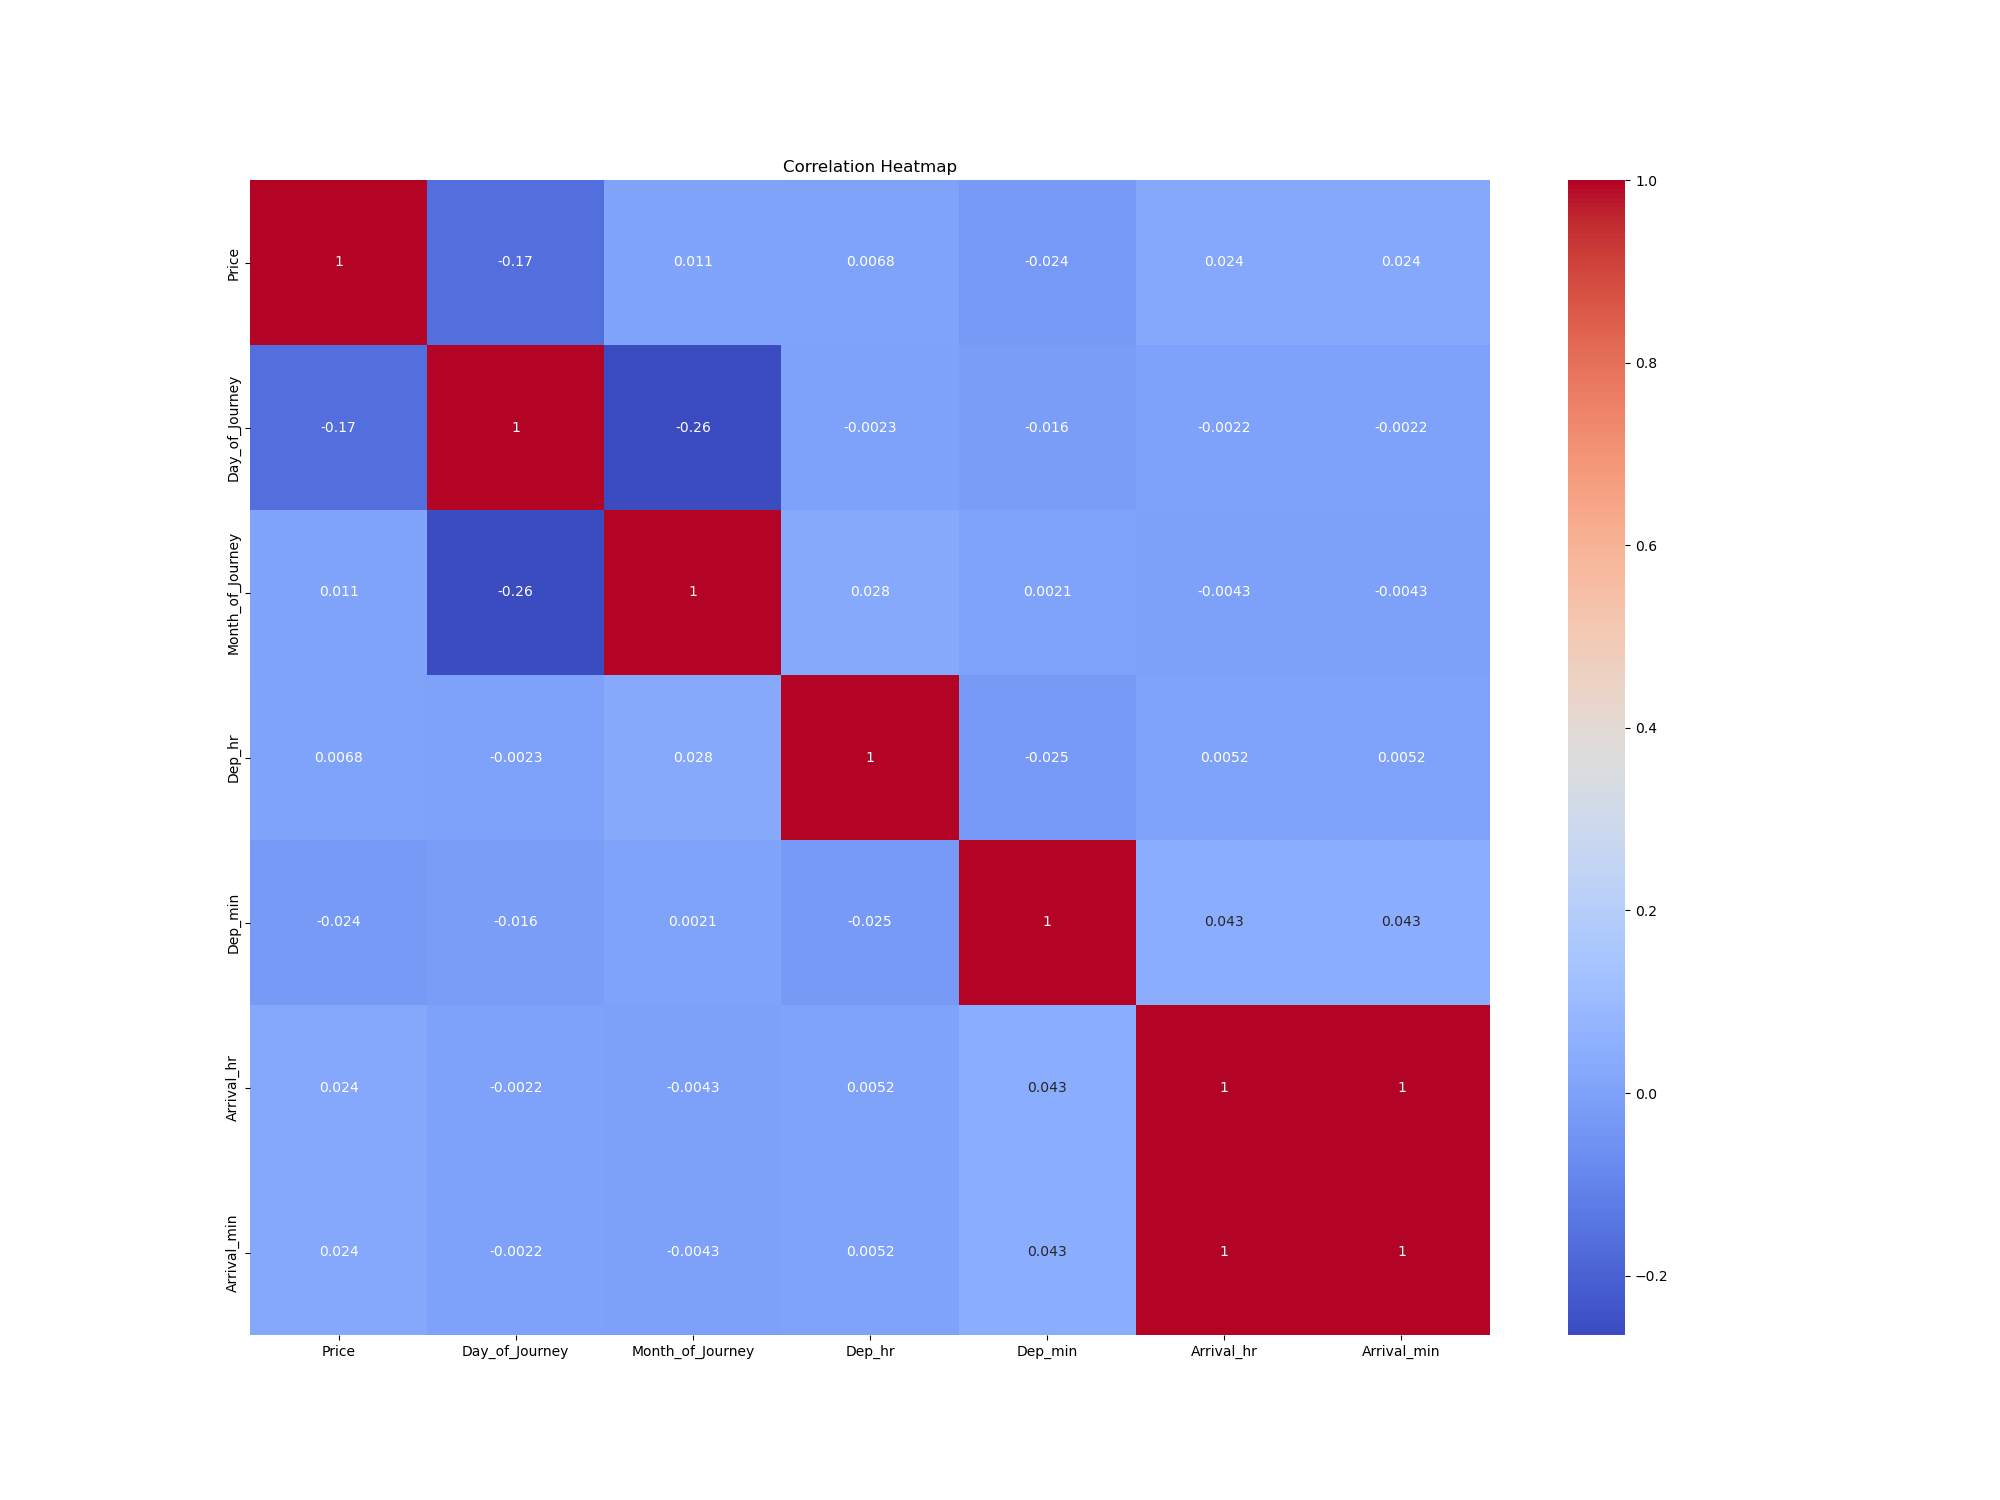 Correlation Heatmap
Price 1 -0.17 0.011 0.0068 -0.024 0.024 0.024
Day_of_Journey -0.17 1 -0.26 -0.0023 -0.016 -0.0022 -0.0022
Month_of_Journey 0.011 -0.26 1 0.028 0.0021 -0.0043 -0.0043
Dep_hr 0.0068 -0.0023 0.028 1 -0.025 0.0052 0.0052
Dep_min -0.024 -0.016 0.0021 -0.025 1 0.043 0.043
Arrival_hr 0.024 -0.0022 -0.0043 0.0052 0.043 1 1
Arrival_min 0.024 -0.0022 -0.0043 0.0052 0.043 1 1
Price Day_of_Journey Month_of_Journey Dep_hr Dep_min Arrival_hr Arrival_min
1.0
0.8
0.6
0.4
0.2
0.0
−0.2